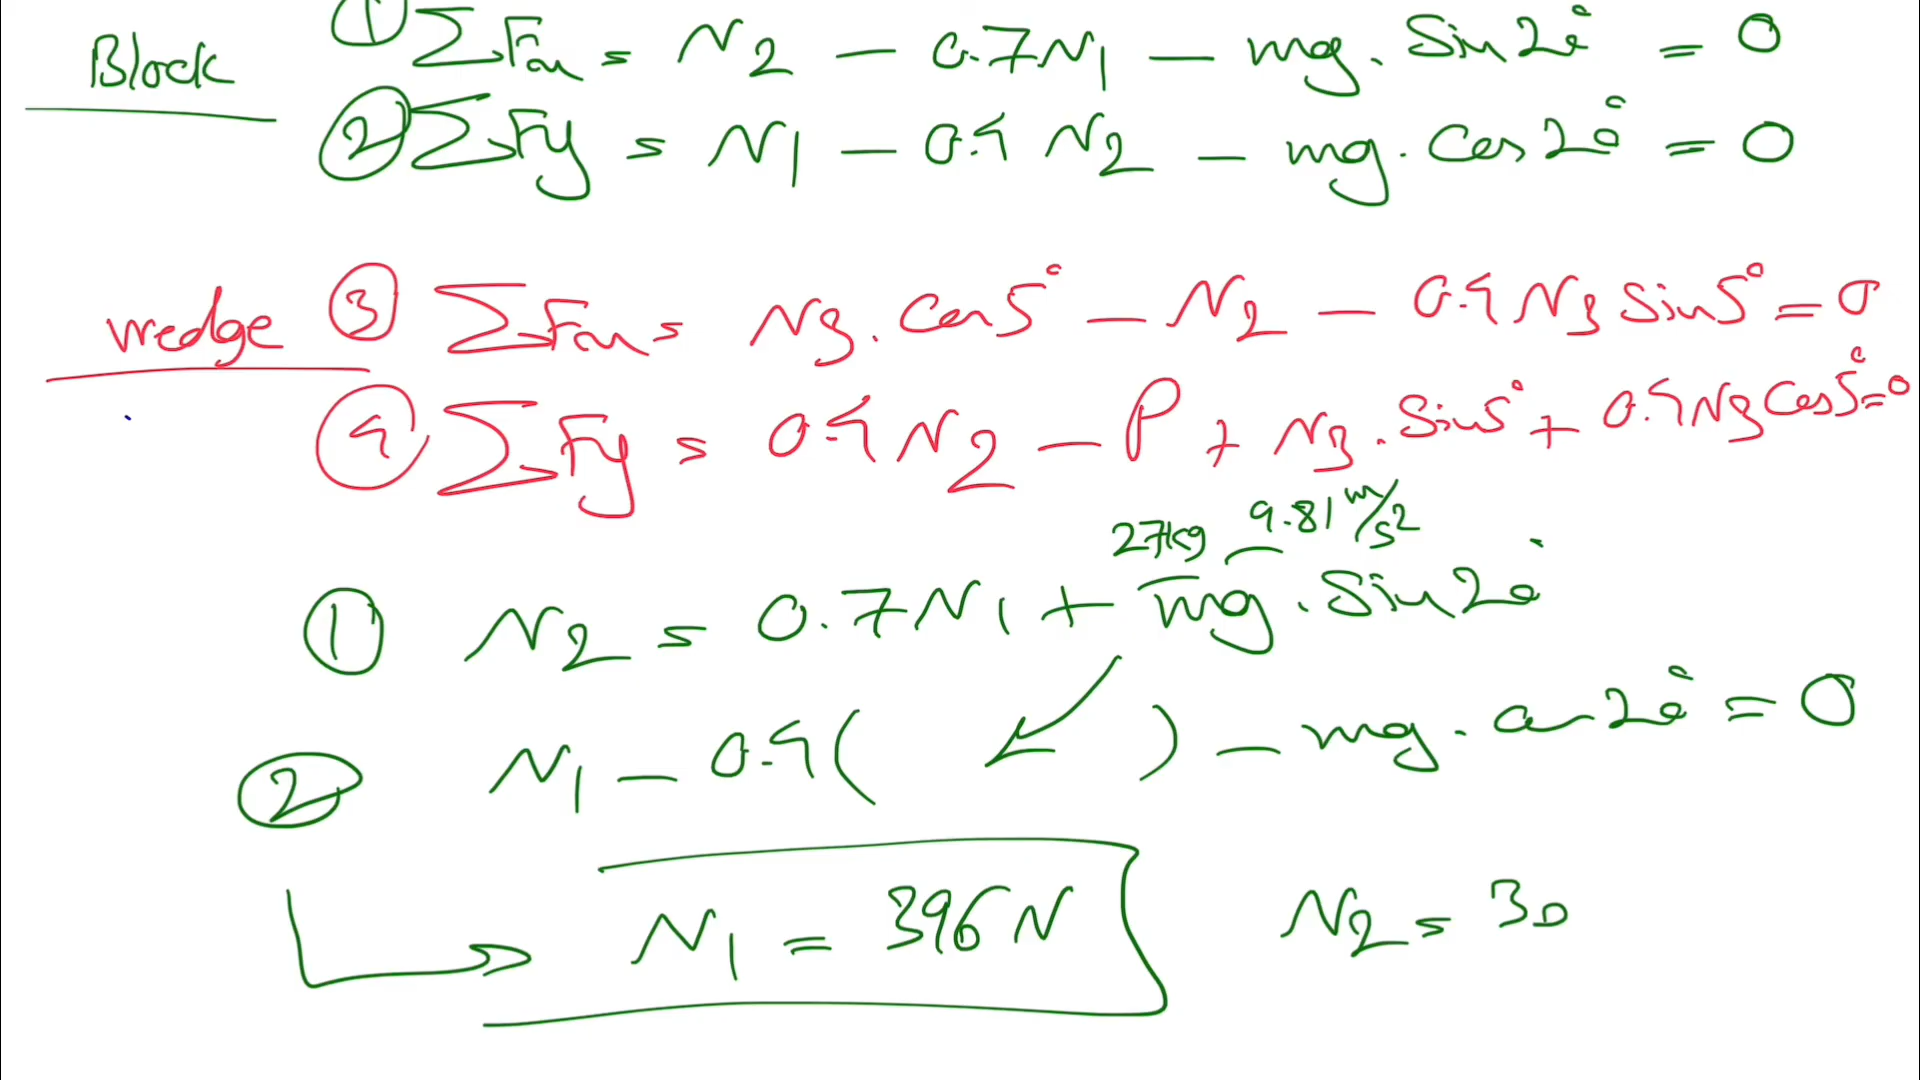 Block
① ΣFx = N2 - 0.7N1 - mg. Sin20° = 0
② ΣFy = N1 - 0.4 N2 - mg. Cos20° = 0
wedge
③ ΣFx = N3. Cos5° - N2 - 0.4 N3 Sin5° = 0
④ ΣFy = 0.4 N2 - P + N3. Sin5° + 0.4 N3 Cos5° = 0
27kg 9.81 m/s2
① N2 = 0.7N1 + mg. Sin20°
② N1 - 0.4( ) - mg. cos20° = 0
N1 = 396 N
N2 = 30